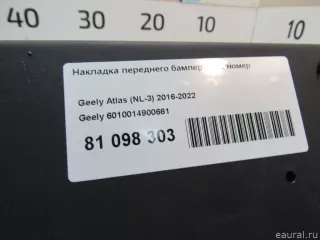 40 30 20 10
Накладка переднего бампер номер
Geely Atlas (NL-3) 2016-2022
Geely 6010014900661
81 098 303
eaural.ru